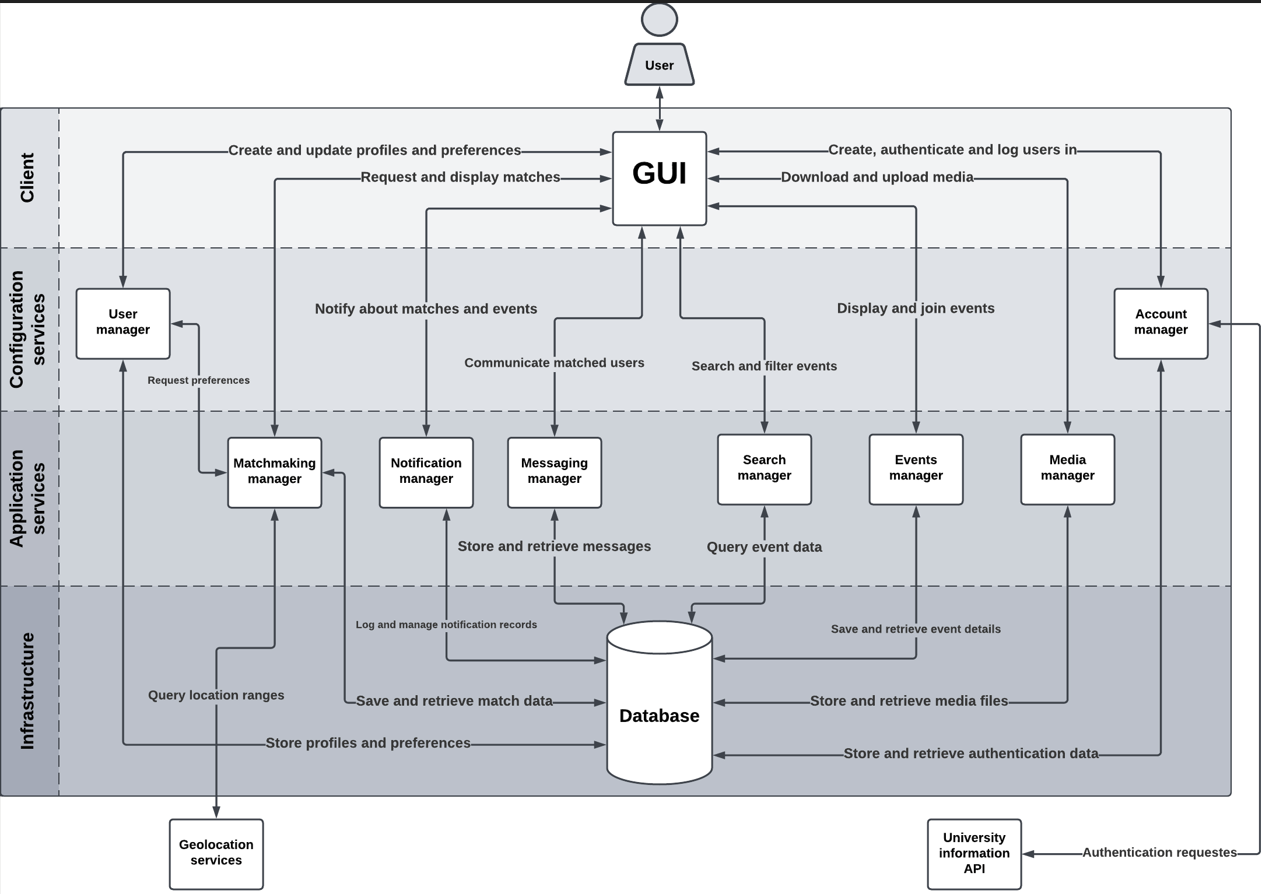 User
Client
GUI
Create and update profiles and preferences
Create, authenticate and log users in
Request and display matches
Download and upload media
Configuration
services
User
manager
Account
manager
Notify about matches and events
Display and join events
Communicate matched users
Search and filter events
Request preferences
Application
services
Matchmaking
manager
Notification
manager
Messaging
manager
Search
manager
Events
manager
Media
manager
Store and retrieve messages
Query event data
Infrastructure
Log and manage notification records
Save and retrieve event details
Query location ranges
Save and retrieve match data
Store and retrieve media files
Database
Store profiles and preferences
Store and retrieve authentication data
Geolocation
services
University
information
API
Authentication requestes